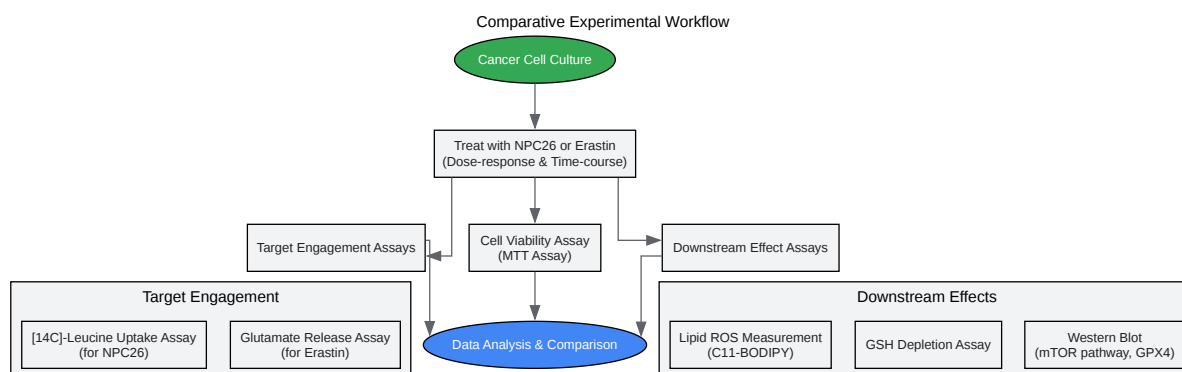 Comparative Experimental Workflow
Cancer Cell Culture
Treat with NPC26 or Erastin
(Dose-response & Time-course)
Target Engagement Assays
Cell Viability Assay
(MTT Assay)
Downstream Effect Assays
Target Engagement
[14C]-Leucine Uptake Assay
(for NPC26)
Glutamate Release Assay
(for Erastin)
Data Analysis & Comparison
Downstream Effects
Lipid ROS Measurement
(C11-BODIPY)
GSH Depletion Assay
Western Blot
(mTOR pathway, GPX4)